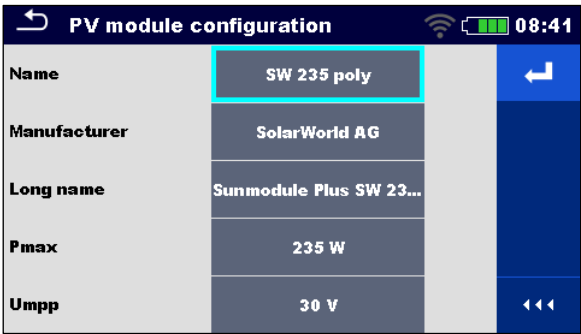 PV module configuration 08:41
Name SW 235 poly
Manufacturer SolarWorld AG
Long name Sunmodule Plus SW 23...
Pmax 235 W
Umpp 30 V